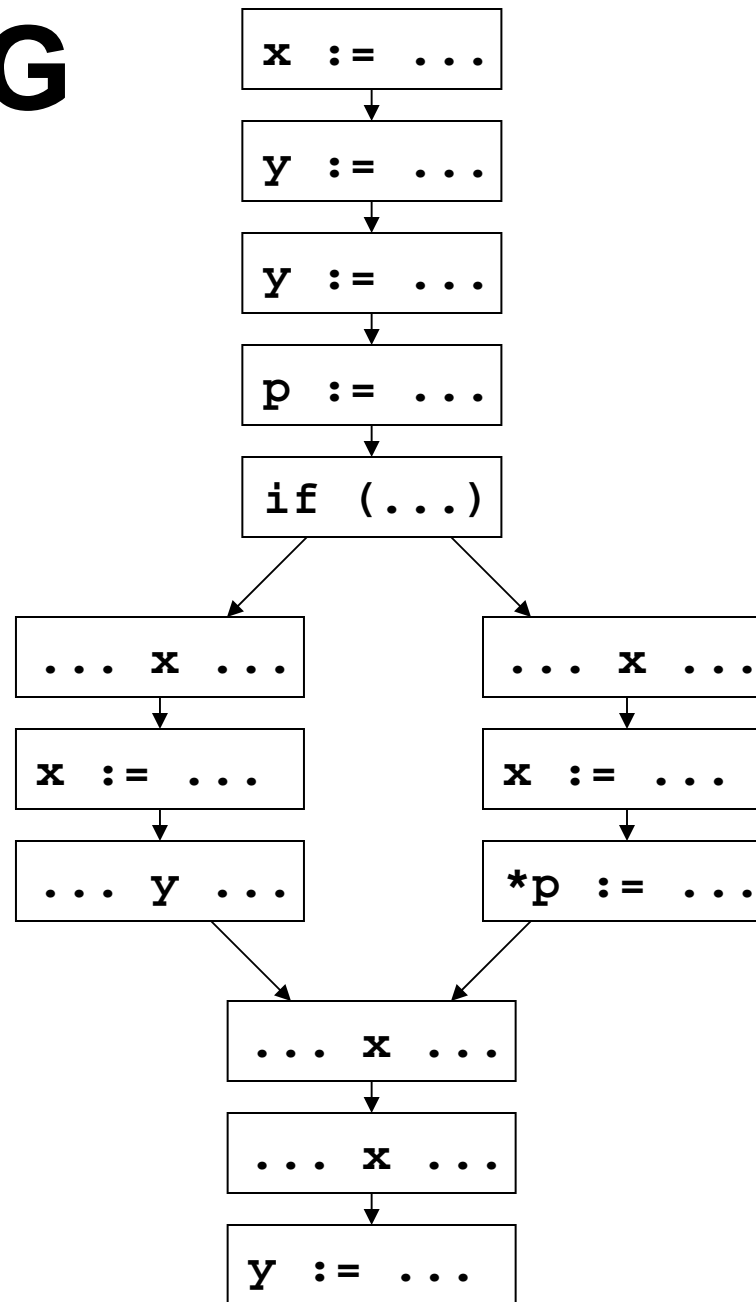 G
x := ...
y := ...
y := ...
p := ...
if (...)
... x ...
x := ...
... y ...
... x ...
x := ...
*p := ...
... x ...
... x ...
y := ...